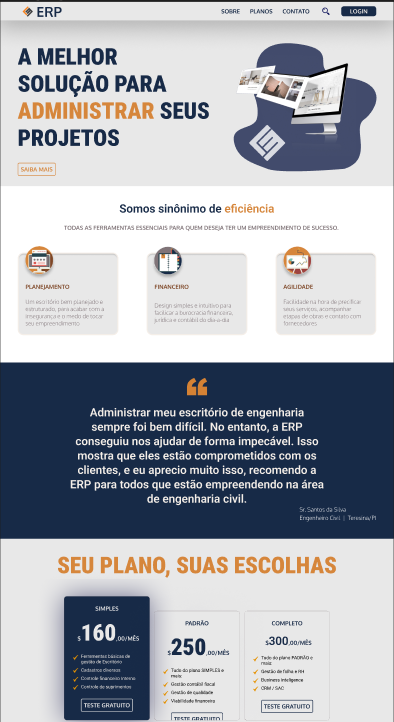 ERP
SOBRE PLANOS CONTATO LOGIN
A MELHOR
SOLUÇÃO PARA
ADMINISTRAR SEUS
PROJETOS
SAIBA MAIS
Somos sinônimo de eficiência
TODAS AS FERRAMENTAS ESSENCIAIS PARA QUEM DESEJA TER UM EMPREENDIMENTO DE SUCESSO.
PLANEJAMENTO
Um escritório bem planejado e
estruturado, para acabar com a
insegurança e o medo de tocar
seu empreendimento
FINANCEIRO
Design simples e intuitivo para
facilicar a burocracia financeira,
jurídica e contábil do dia-a-dia
AGILIDADE
Facilidade na hora de precificar
seus serviços, acompanhar
etapas de obras e contato com
fornecedores
Administrar meu escritório de engenharia
sempre foi bem difícil. No entanto, a ERP
conseguiu nos ajudar de forma impecável. Isso
mostra que eles estão comprometidos com os
clientes, e eu aprecio muito isso, recomendo a
ERP para todos que estão empreendendo na área
de engenharia civil.
Sr. Santos da Silva
Engenheiro Civil | Teresina/PI
SEU PLANO, SUAS ESCOLHAS
SIMPLES
$160,00/MÊS
Ferramentas básicas de
gestão de Escritório
Cadastros diversos
Controle financeiro interno
Controle de suprimentos
TESTE GRATUITO
PADRÃO
$250,00/MÊS
Tudo do plano SIMPLES e
mais:
Gestão contábil fiscal
Gestão de qualidade
Viabilidade financeira
TESTE GRATUITO
COMPLETO
$300,00/MÊS
Tudo do plano PADRÃO e
mais:
Gestão de folha e RH
Business inteligence
CRM / SAC
TESTE GRATUITO